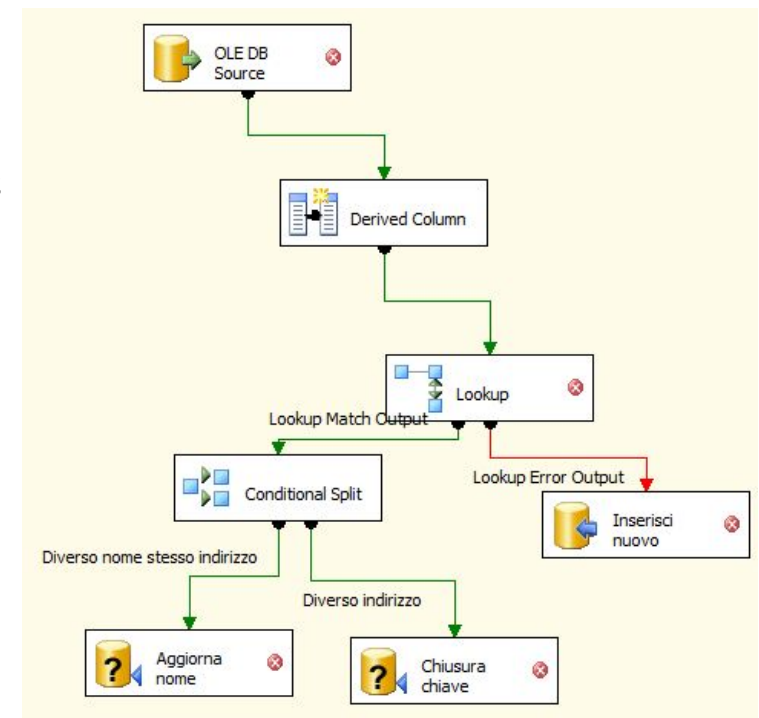 OLE DB
Source
Derived Column
Lookup
Lookup Match Output
Lookup Error Output
Conditional Split
Inserisci
nuovo
Diverso nome stesso indirizzo
Diverso indirizzo
Aggiorna
nome
Chiusura
chiave